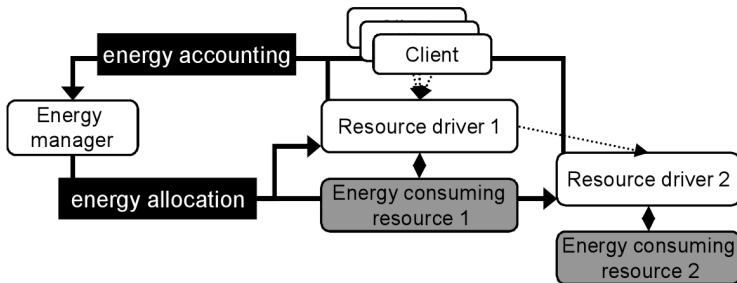 Client
energy accounting
Energy
manager
Resource driver 1
energy allocation
Energy consuming
resource 1
Resource driver 2
Energy consuming
resource 2